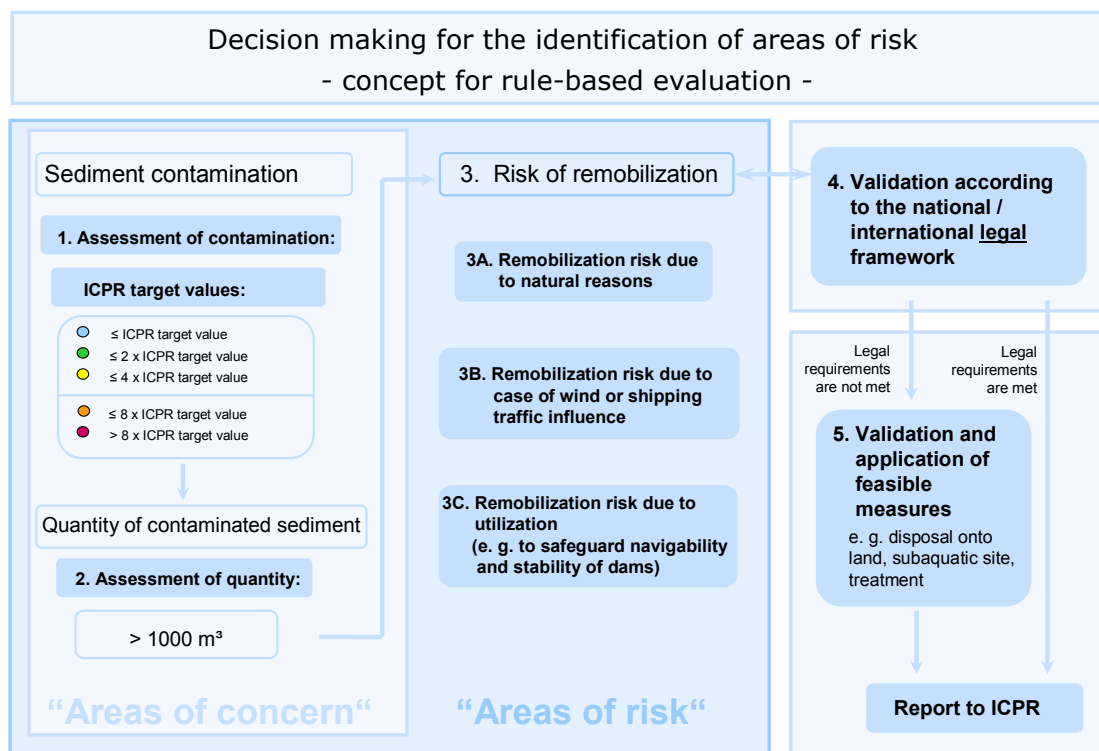 Decision making for the identification of areas of risk
- concept for rule-based evaluation -
Sediment contamination
1. Assessment of contamination:
ICPR target values:
≤ ICPR target value
≤ 2 x ICPR target value
≤ 4 x ICPR target value
≤ 8 x ICPR target value
> 8 x ICPR target value
Quantity of contaminated sediment
2. Assessment of quantity:
> 1000 m³
"Areas of concern"
3. Risk of remobilization
3A. Remobilization risk due
to natural reasons
3B. Remobilization risk due to
case of wind or shipping
traffic influence
3C. Remobilization risk due to
utilization
(e. g. to safeguard navigability
and stability of dams)
"Areas of risk"
4. Validation according
to the national /
international legal
framework
Legal
requirements
are not met
Legal
requirements
are met
5. Validation and
application of
feasible
measures
e. g. disposal onto
land, subaquatic site,
treatment
Report to ICPR